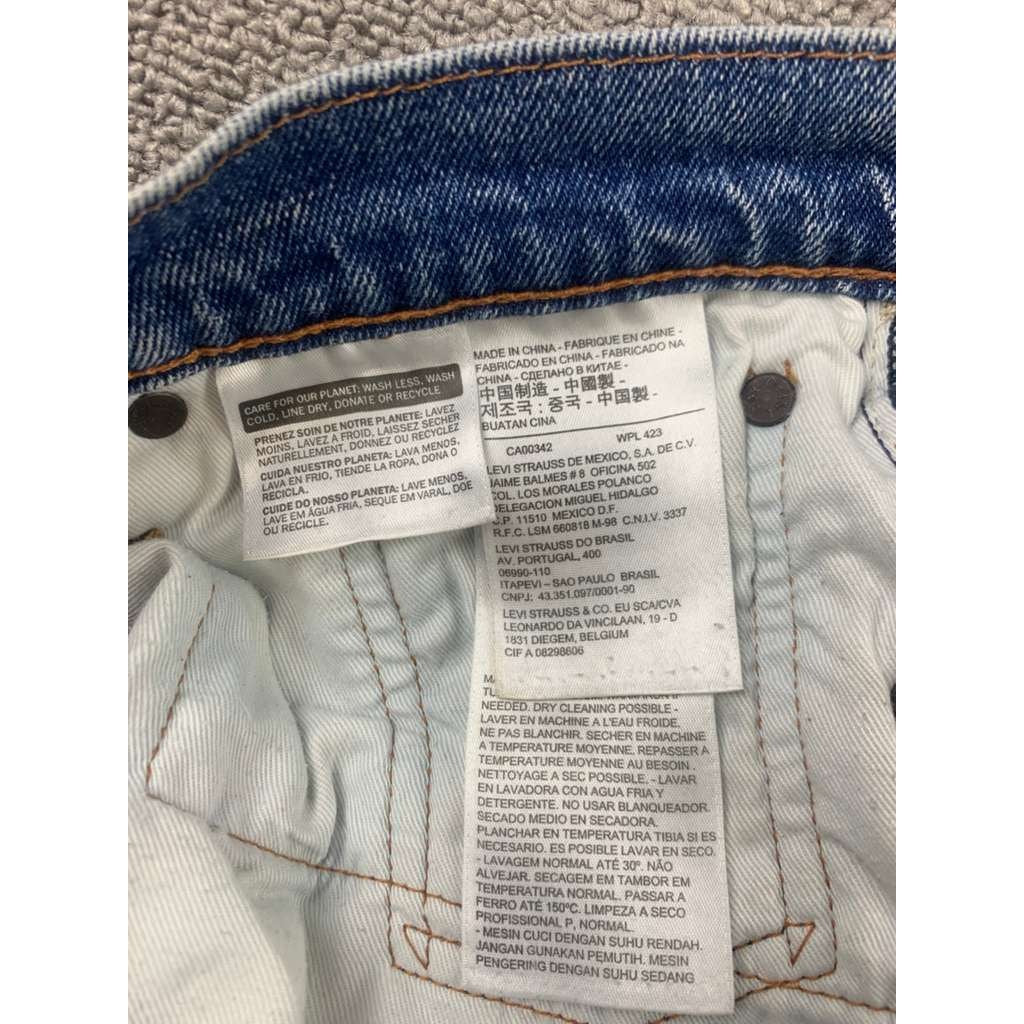 CARE FOR OUR PLANET: WASH LESS, WASH
COLD, LINE DRY, DONATE OR RECYCLE
PRENEZ SOIN DE NOTRE PLANETE: LAVEZ
MOINS, LAVEZ A FROID, LAISSEZ SECHER
NATURELLEMENT, DONNEZ OU RECYCLEZ
CUIDA NUESTRO PLANETA: LAVA MENOS,
LAVA EN FRIO, TIENDE LA ROPA, DONA O
RECICLA.
CUIDE DO NOSSO PLANETA: LAVE MENOS,
LAVE EM ÁGUA FRIA, SEQUE EM VARAL, DOE
OU RECICLE.
MADE IN CHINA - FABRIQUE EN CHINE -
FABRICADO EN CHINA - FABRICADO NA
CHINA - СДЕЛАНО В КИТАЕ -
中国制造 - 中國製 -
제조국 : 중국 - 中国製 -
BUATAN CINA
CA00342 WPL 423
LEVI STRAUSS DE MEXICO, S.A. DE C.V.
JAIME BALMES # 8 OFICINA 502
COL. LOS MORALES POLANCO
DELEGACION MIGUEL HIDALGO
C.P. 11510 MEXICO D.F.
R.F.C. LSM 660818 M-98 C.N.I.V. 3337
LEVI STRAUSS DO BRASIL
AV. PORTUGAL, 400
06990-110
ITAPEVI – SAO PAULO BRASIL
CNPJ: 43.351.097/0001-90
LEVI STRAUSS & CO. EU SCA/CVA
LEONARDO DA VINCILAAN, 19 - D
1831 DIEGEM, BELGIUM
CIF A 08298606
NEEDED. DRY CLEANING POSSIBLE -
LAVER EN MACHINE A L'EAU FROIDE.
NE PAS BLANCHIR. SECHER EN MACHINE
A TEMPERATURE MOYENNE. REPASSER A
TEMPERATURE MOYENNE AU BESOIN .
NETTOYAGE A SEC POSSIBLE. - LAVAR
EN LAVADORA CON AGUA FRIA Y
DETERGENTE. NO USAR BLANQUEADOR.
SECADO MEDIO EN SECADORA.
PLANCHAR EN TEMPERATURA TIBIA SI ES
NECESARIO. ES POSIBLE LAVAR EN SECO.
- LAVAGEM NORMAL ATÉ 30º. NÃO
ALVEJAR. SECAGEM EM TAMBOR EM
TEMPERATURA NORMAL. PASSAR A
FERRO ATÉ 150ºC. LIMPEZA A SECO
PROFISSIONAL P, NORMAL.
- MESIN CUCI DENGAN SUHU RENDAH.
JANGAN GUNAKAN PEMUTIH. MESIN
PENGERING DENGAN SUHU SEDANG